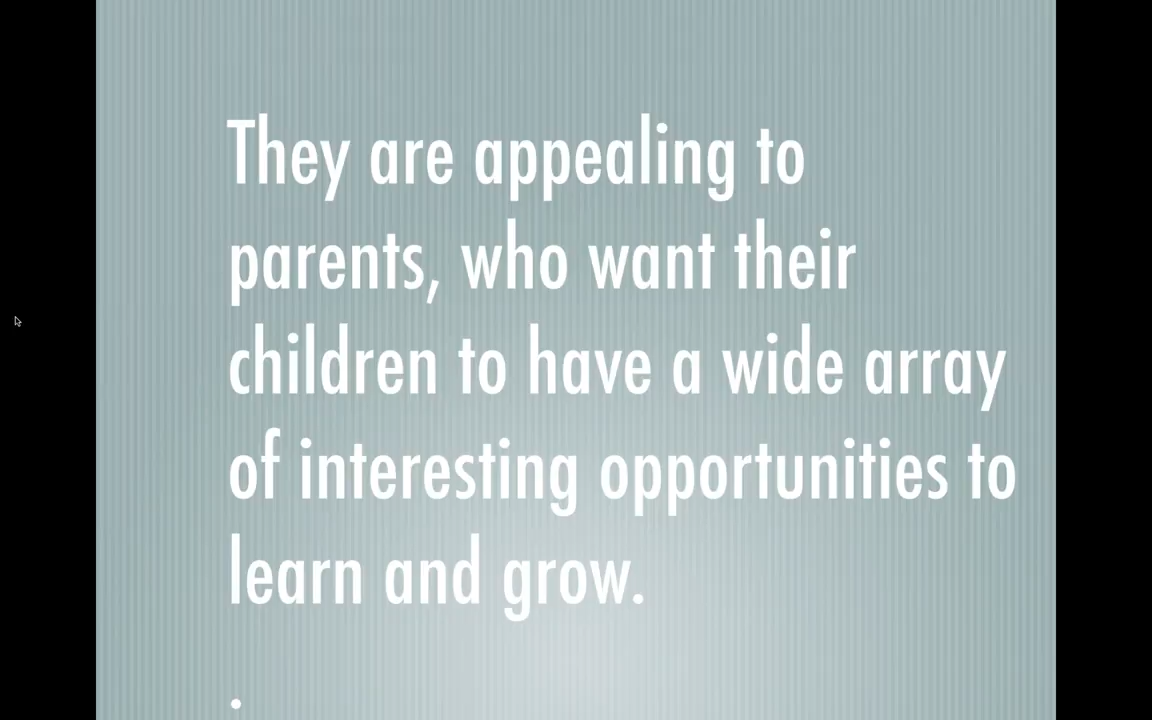 They are appealing to
parents, who want their
children to have a wide array
of interesting opportunities to
learn and grow.
.